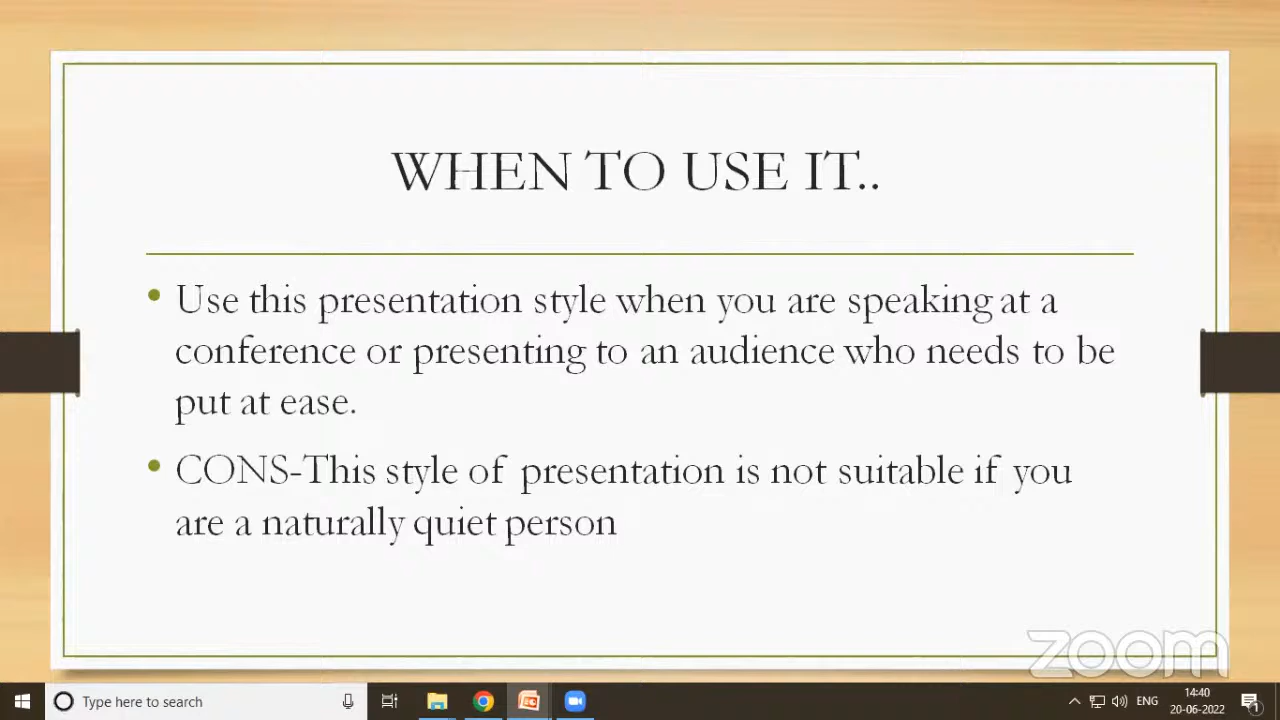 WHEN TO USE IT..
• Use this presentation style when you are speaking at a
conference or presenting to an audience who needs to be
put at ease.
• CONS-This style of presentation is not suitable if you
are a naturally quiet person
zoom
Type here to search
ENG
14:40
20-06-2022
1